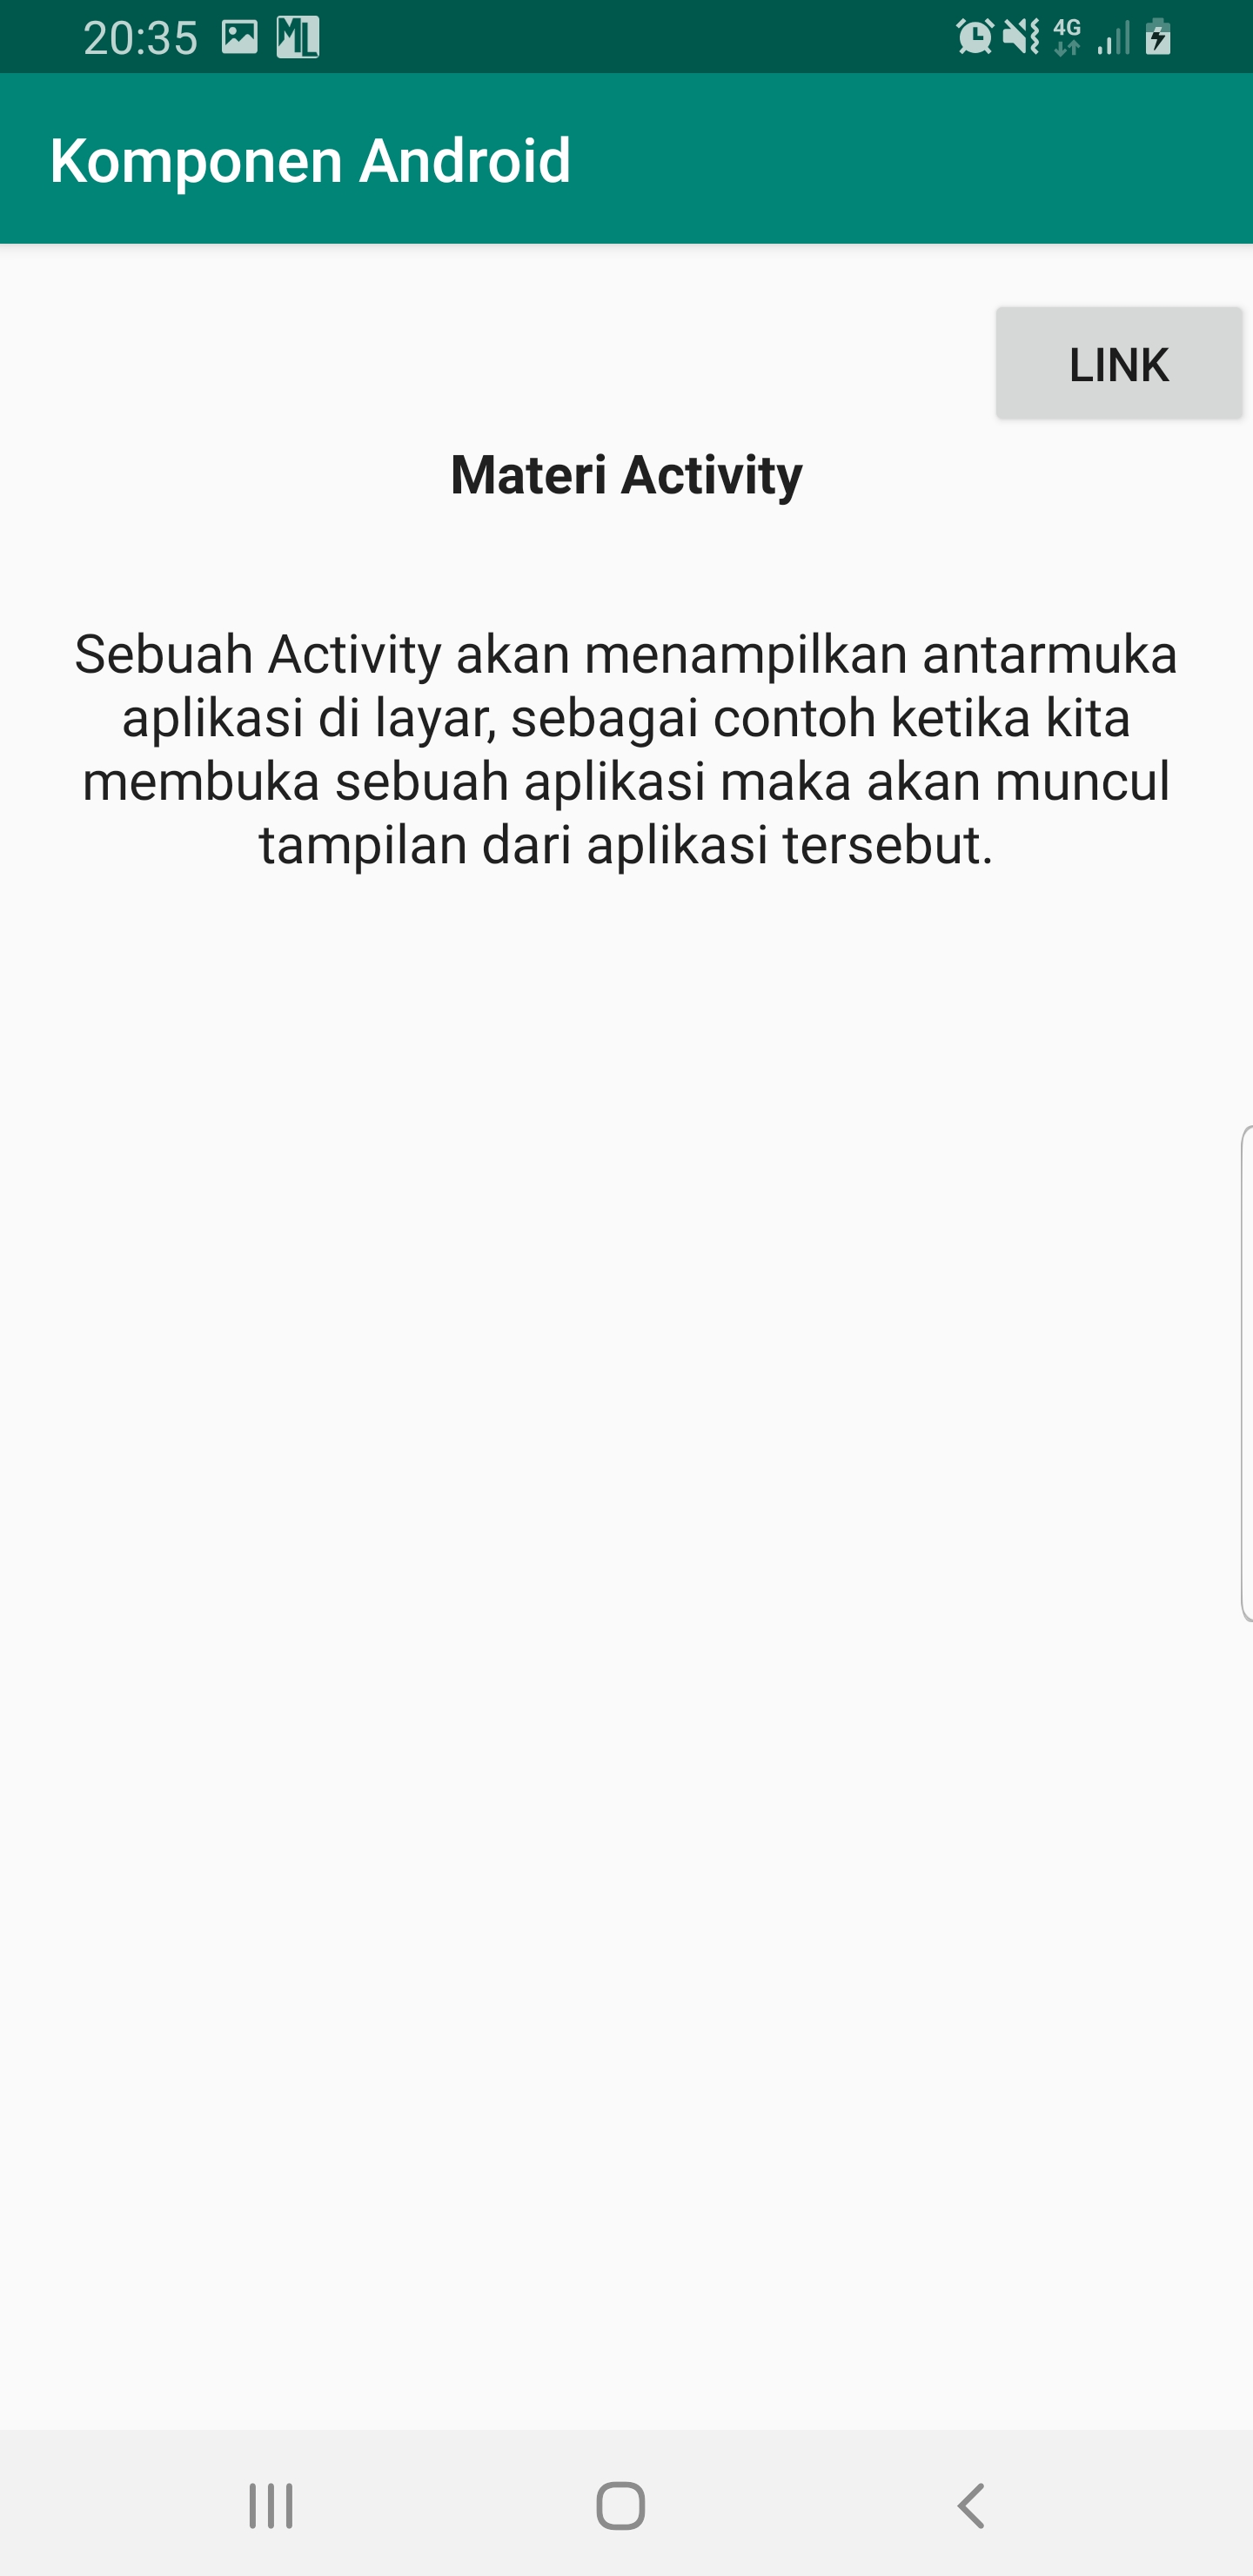 20:35 ML 4G
Komponen Android
LINK
Materi Activity
Sebuah Activity akan menampilkan antarmuka
aplikasi di layar, sebagai contoh ketika kita
membuka sebuah aplikasi maka akan muncul
tampilan dari aplikasi tersebut.